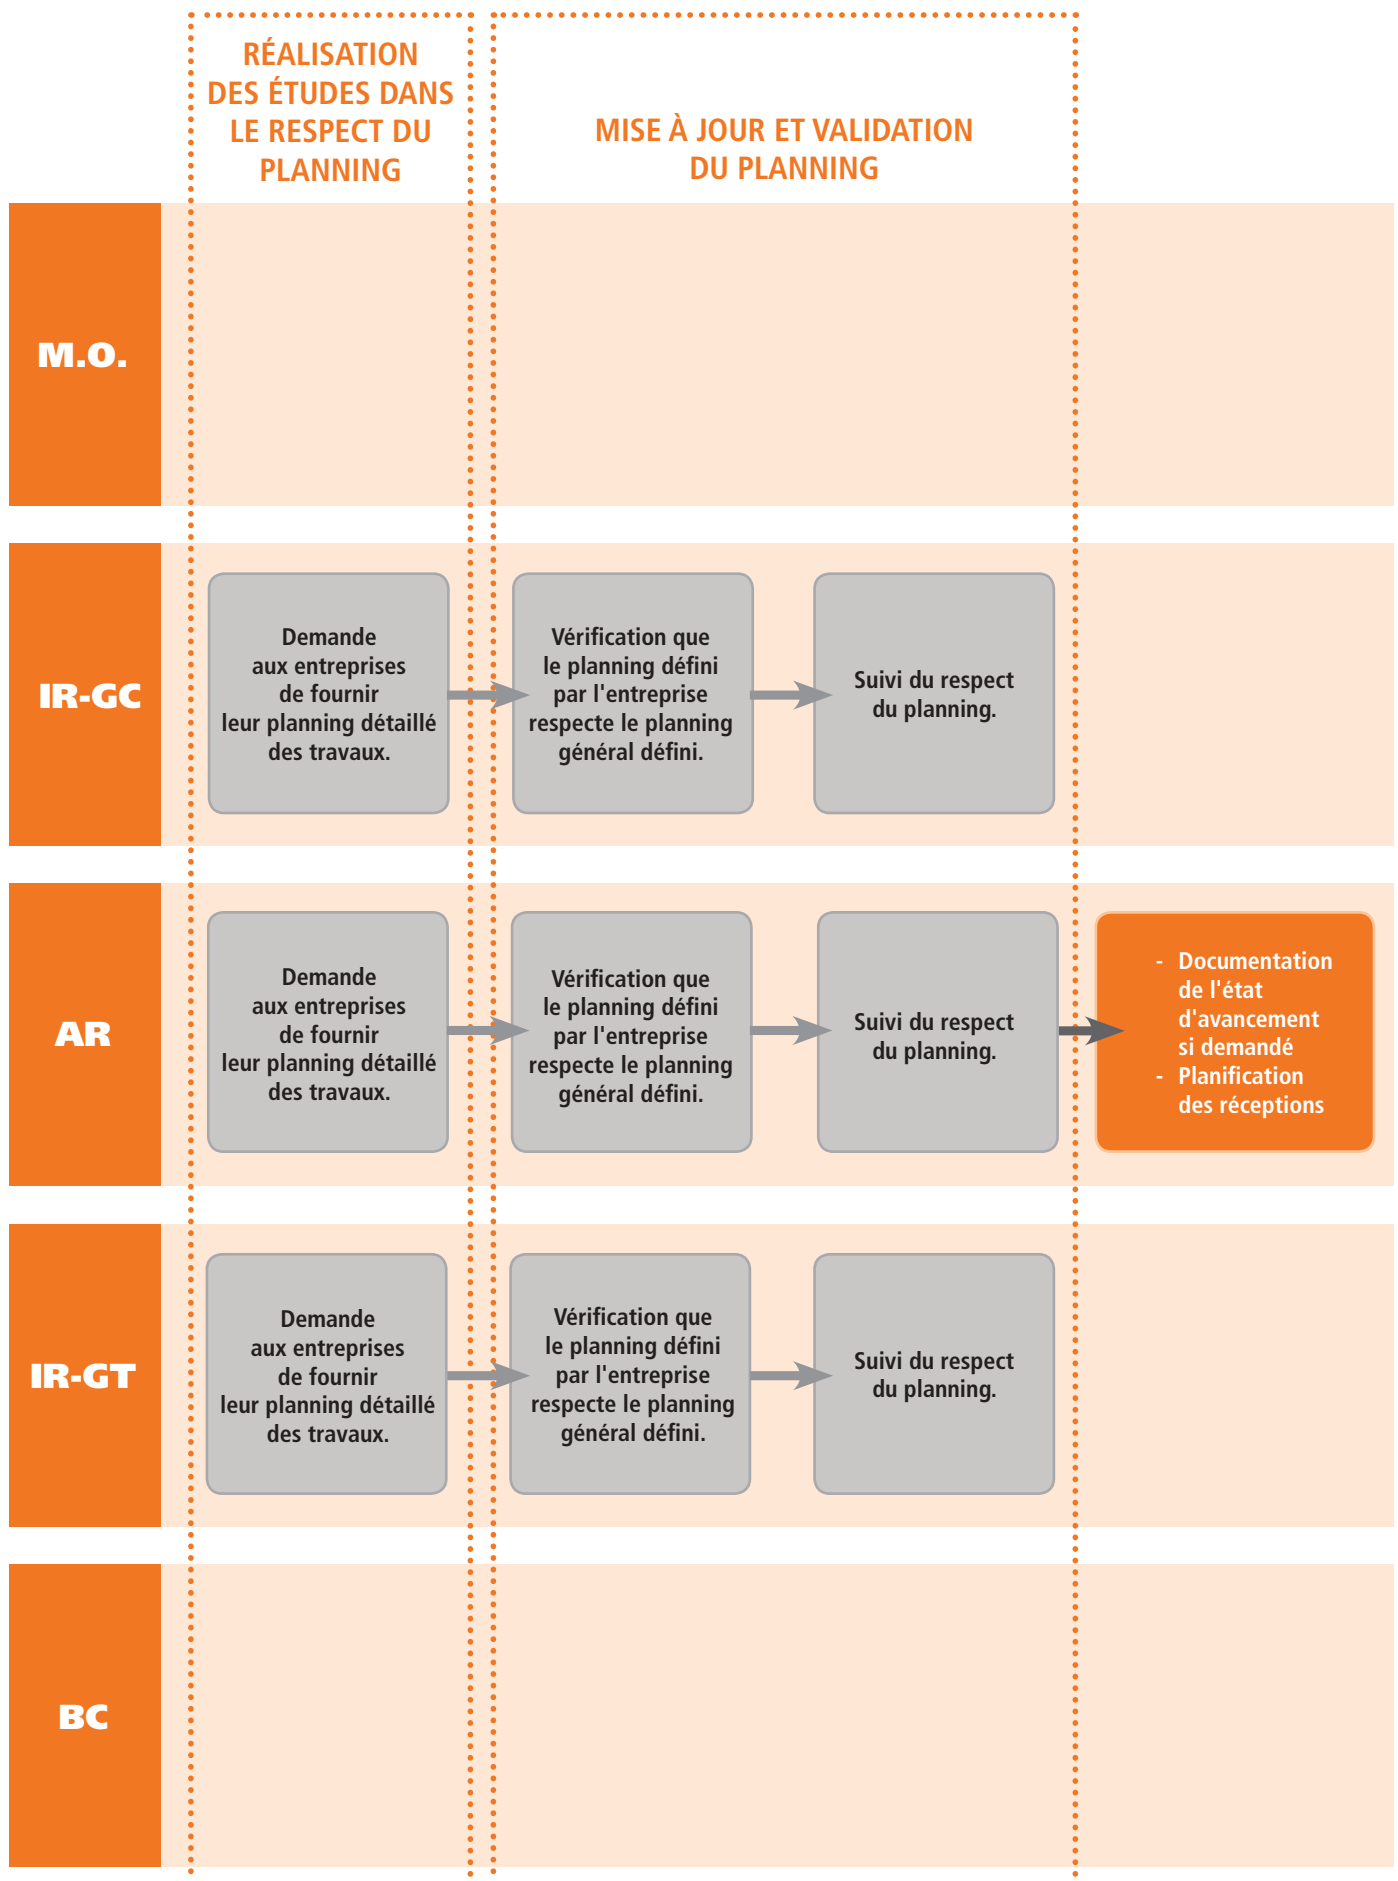 RÉALISATION
DES ÉTUDES DANS
LE RESPECT DU
PLANNING
MISE À JOUR ET VALIDATION
DU PLANNING
M.O.
IR-GC
Demande
aux entreprises
de fournir
leur planning détaillé
des travaux.
Vérification que
le planning défini
par l'entreprise
respecte le planning
général défini.
Suivi du respect
du planning.
AR
Demande
aux entreprises
de fournir
leur planning détaillé
des travaux.
Vérification que
le planning défini
par l'entreprise
respecte le planning
général défini.
Suivi du respect
du planning.
- Documentation
de l'état
d'avancement
si demandé
- Planification
des réceptions
IR-GT
Demande
aux entreprises
de fournir
leur planning détaillé
des travaux.
Vérification que
le planning défini
par l'entreprise
respecte le planning
général défini.
Suivi du respect
du planning.
BC